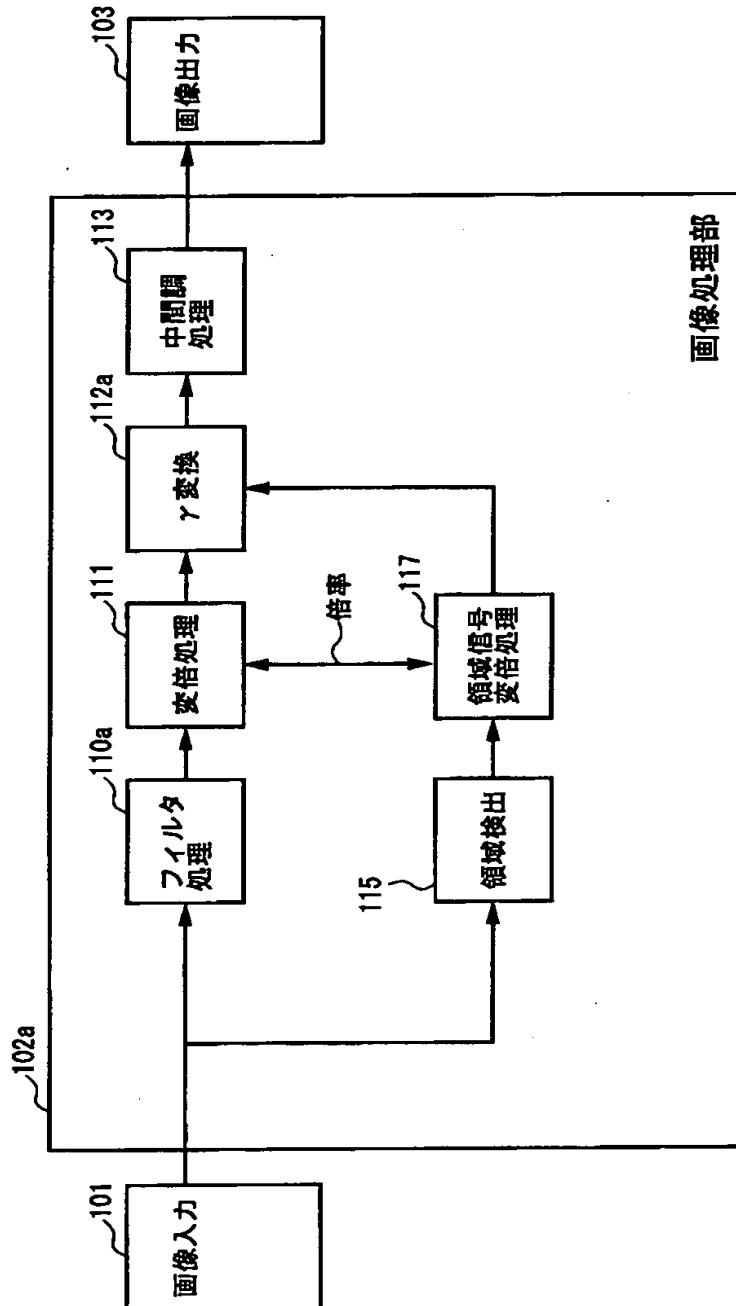 102a
101
画像入力
110a
フィルタ
処理
111
変倍処理
112a
γ変換
113
中間調
処理
103
画像出力
倍率
115
領域検出
117
領域信号
変倍処理
画像処理部